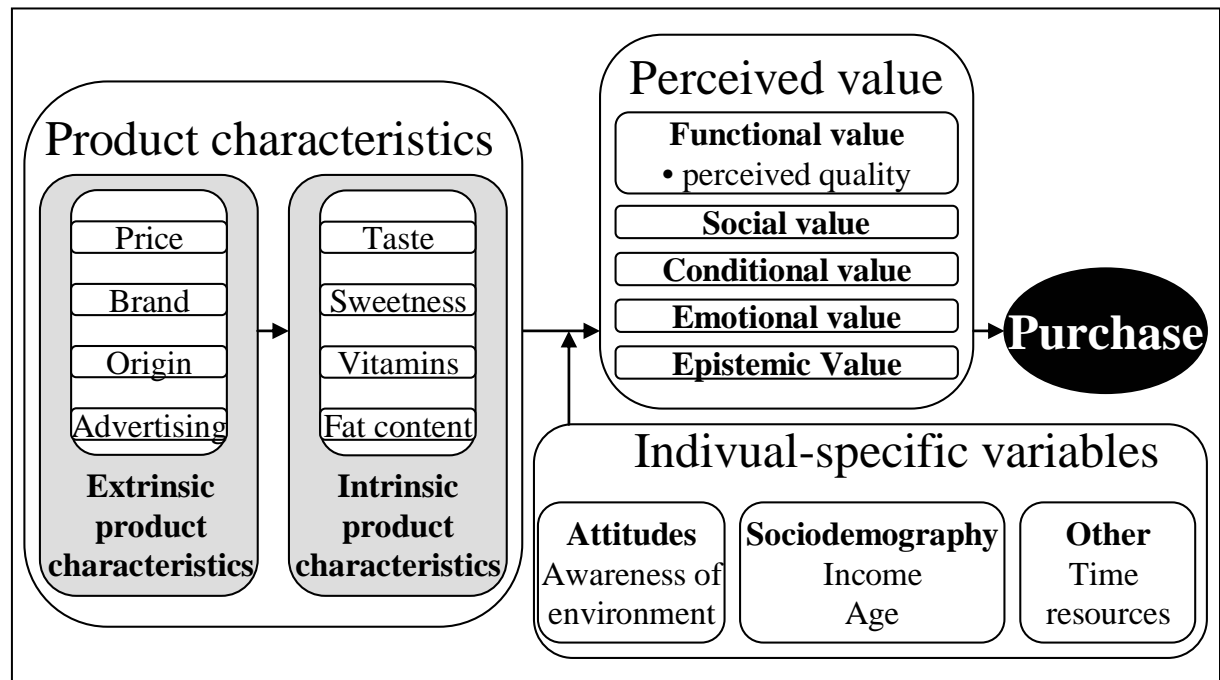 Product characteristics
Price
Brand
Origin
Advertising
Extrinsic
product
characteristics
Taste
Sweetness
Vitamins
Fat content
Intrinsic
product
characteristics
Perceived value
Functional value
• perceived quality
Social value
Conditional value
Emotional value
Epistemic Value
Purchase
Indivual-specific variables
Attitudes
Awareness of
environment
Sociodemography
Income
Age
Other
Time
resources